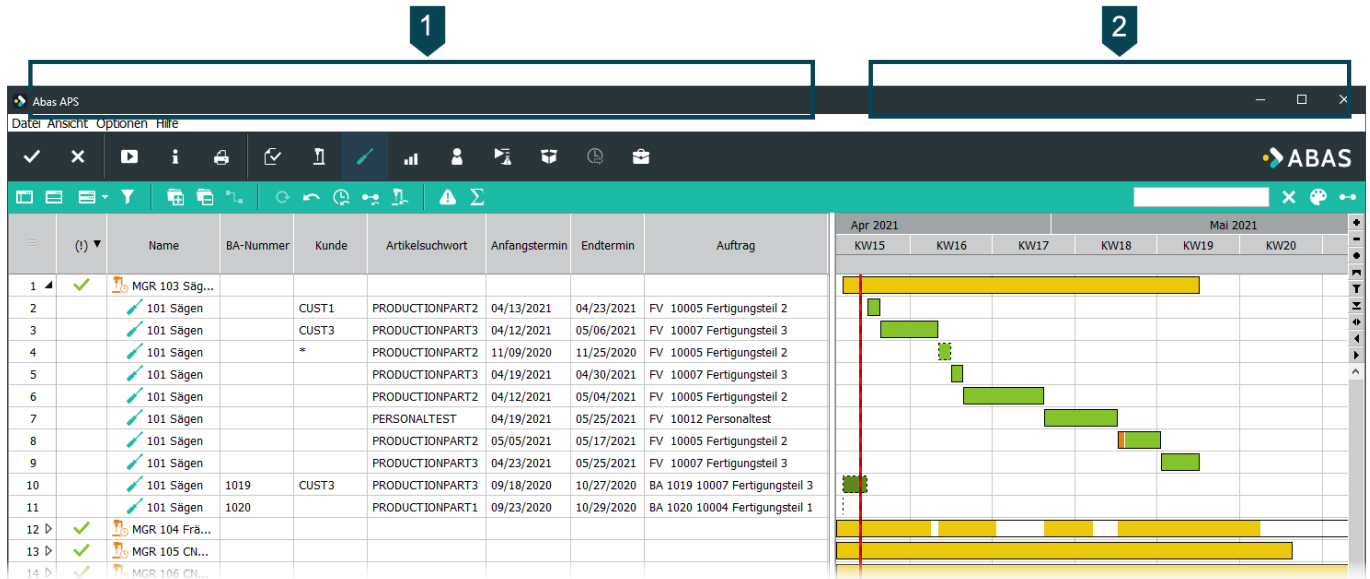 1
2
Abas APS
Datei Ansicht Optionen Hilfe
ABAS
Apr 2021 Mai 2021
(!) Name BA-Nummer Kunde Artikelsuchwort Anfangstermin Endtermin Auftrag KW15 KW16 KW17 KW18 KW19 KW20
1 MGR 103 Säg...
2 101 Sägen CUST1 PRODUCTIONPART2 04/13/2021 04/23/2021 FV 10005 Fertigungsteil 2
3 101 Sägen CUST3 PRODUCTIONPART3 04/12/2021 05/06/2021 FV 10007 Fertigungsteil 3
4 101 Sägen * PRODUCTIONPART2 11/09/2020 11/25/2020 FV 10005 Fertigungsteil 2
5 101 Sägen PRODUCTIONPART3 04/19/2021 04/30/2021 FV 10007 Fertigungsteil 3
6 101 Sägen PRODUCTIONPART2 04/12/2021 05/04/2021 FV 10005 Fertigungsteil 2
7 101 Sägen PERSONALTEST 04/19/2021 05/25/2021 FV 10012 Personaltest
8 101 Sägen PRODUCTIONPART2 05/05/2021 05/17/2021 FV 10005 Fertigungsteil 2
9 101 Sägen PRODUCTIONPART3 04/23/2021 05/25/2021 FV 10007 Fertigungsteil 3
10 101 Sägen 1019 CUST3 PRODUCTIONPART3 09/18/2020 10/27/2020 BA 1019 10007 Fertigungsteil 3
11 101 Sägen 1020 PRODUCTIONPART1 09/23/2020 10/29/2020 BA 1020 10004 Fertigungsteil 1
12 MGR 104 Frä...
13 MGR 105 CN...
14 MGR 106 CN...